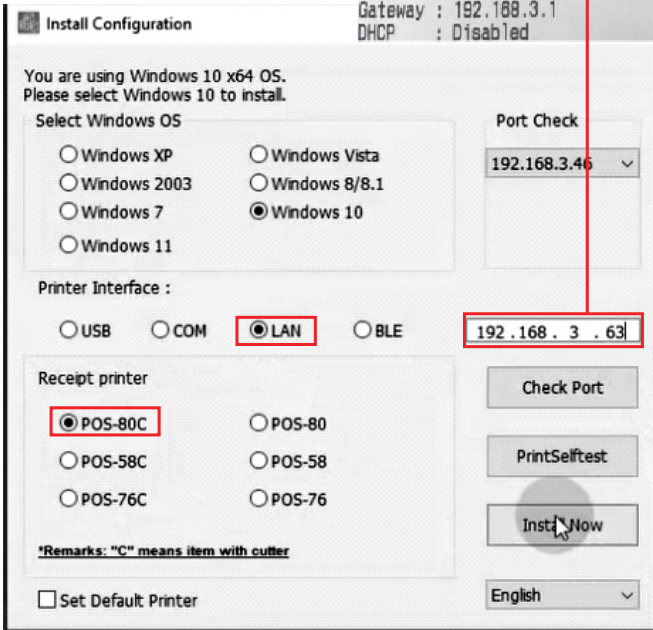 Gateway : 192.168.3.1
DHCP : Disabled
Install Configuration
You are using Windows 10 x64 OS.
Please select Windows 10 to install.
Select Windows OS
Windows XP
Windows Vista
Windows 2003
Windows 8/8.1
Windows 7
Windows 10
Windows 11
Port Check
192.168.3.46
Printer Interface :
USB
COM
LAN
BLE
192 . 168 . 3 . 63
Receipt printer
POS-80C
POS-80
POS-58C
POS-58
POS-76C
POS-76
*Remarks: "C" means item with cutter
Check Port
PrintSelftest
Install Now
Set Default Printer
English